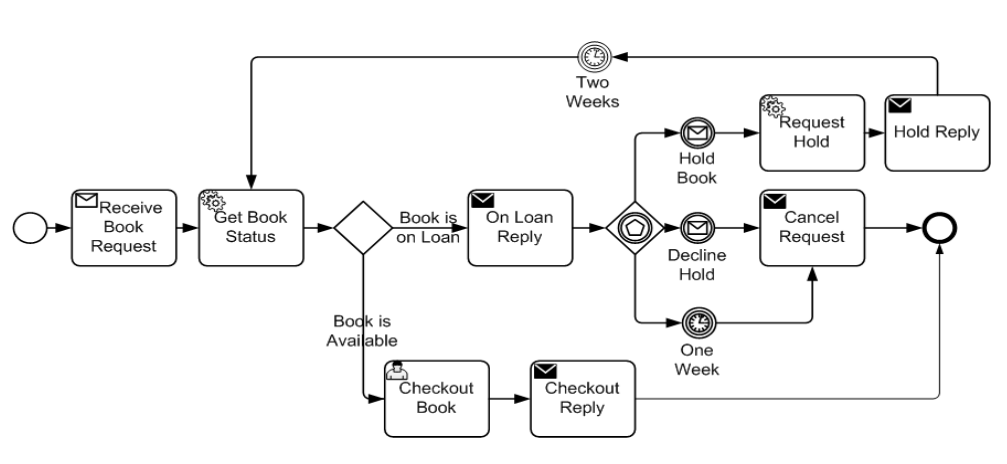 Two
Weeks
Request
Hold
Hold Reply
Hold
Book
Receive
Book
Request
Get Book
Status
Book is
on Loan
On Loan
Reply
Decline
Hold
Cancel
Request
One
Week
Book is
Available
Checkout
Book
Checkout
Reply